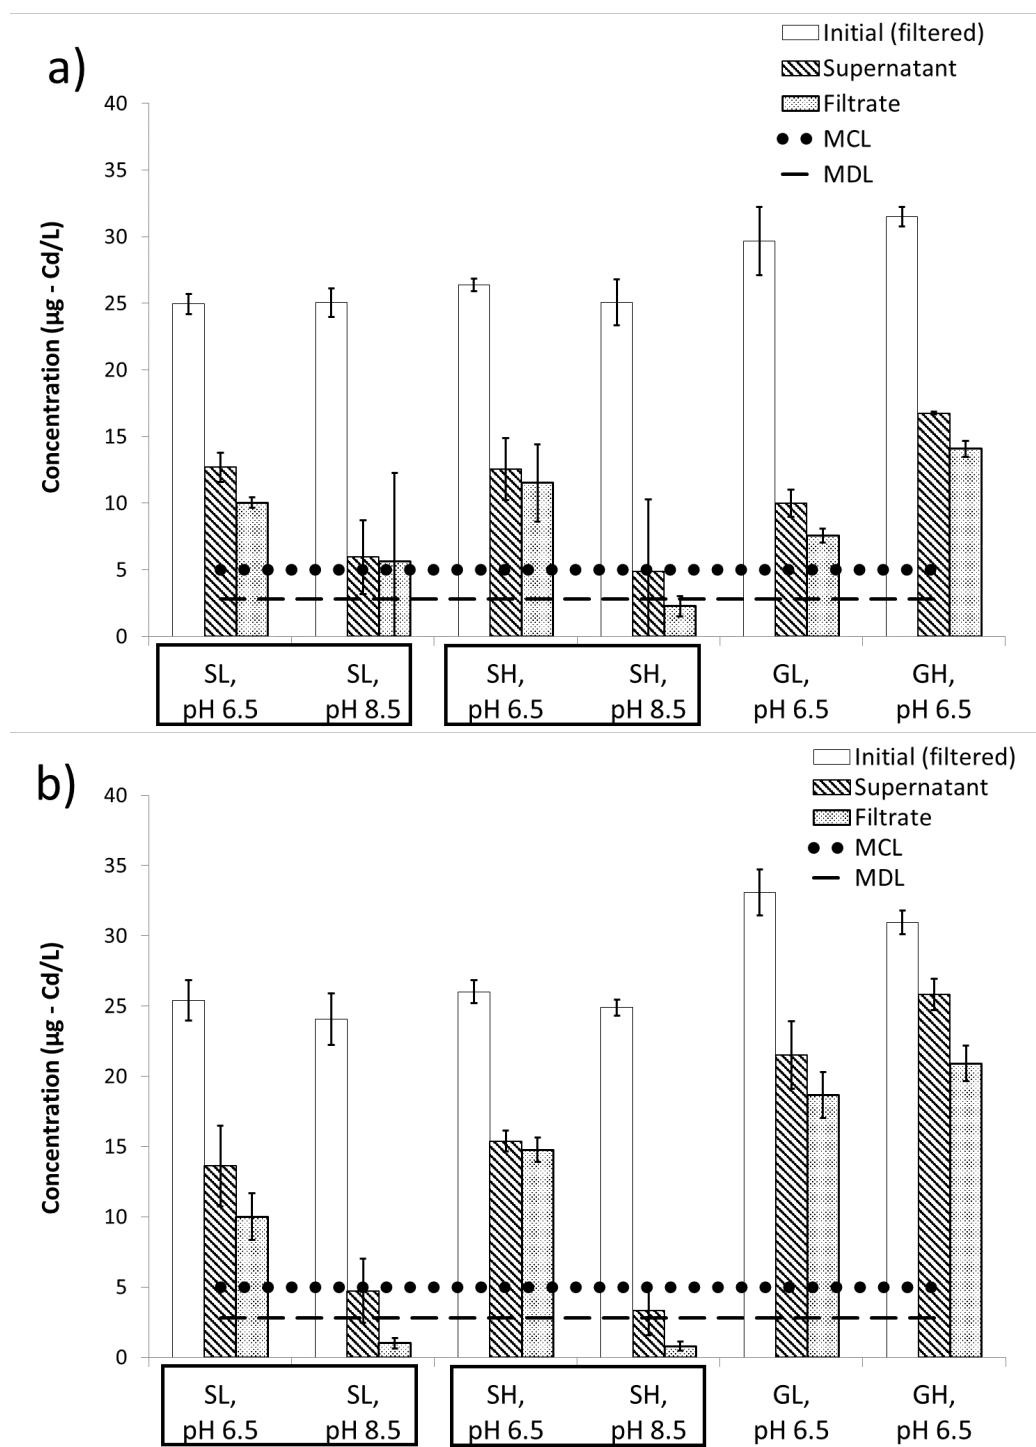 a)
Initial (filtered)
Supernatant
Filtrate
MCL
MDL
Concentration (µg - Cd/L)
40
35
30
25
20
15
10
5
0
SL,
pH 6.5
SL,
pH 8.5
SH,
pH 6.5
SH,
pH 8.5
GL,
pH 6.5
GH,
pH 6.5
b)
Initial (filtered)
Supernatant
Filtrate
MCL
MDL
Concentration (µg - Cd/L)
40
35
30
25
20
15
10
5
0
SL,
pH 6.5
SL,
pH 8.5
SH,
pH 6.5
SH,
pH 8.5
GL,
pH 6.5
GH,
pH 6.5